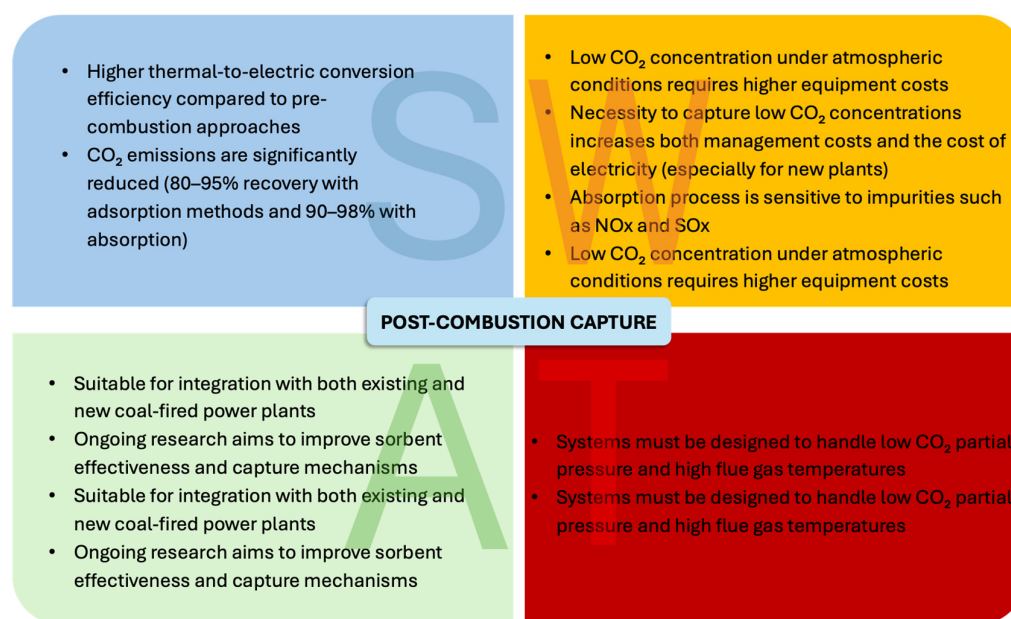 • Higher thermal-to-electric conversion
efficiency compared to pre-
combustion approaches
• CO₂ emissions are significantly
reduced (80–95% recovery with
adsorption methods and 90–98% with
absorption)
S
• Low CO₂ concentration under atmospheric
conditions requires higher equipment costs
• Necessity to capture low CO₂ concentrations
increases both management costs and the cost of
electricity (especially for new plants)
• Absorption process is sensitive to impurities such
as NOx and SOx
• Low CO₂ concentration under atmospheric
conditions requires higher equipment costs
W
POST-COMBUSTION CAPTURE
• Suitable for integration with both existing and
new coal-fired power plants
• Ongoing research aims to improve sorbent
effectiveness and capture mechanisms
• Suitable for integration with both existing and
new coal-fired power plants
• Ongoing research aims to improve sorbent
effectiveness and capture mechanisms
A
• Systems must be designed to handle low CO₂ partial
pressure and high flue gas temperatures
• Systems must be designed to handle low CO₂ partial
pressure and high flue gas temperatures
T